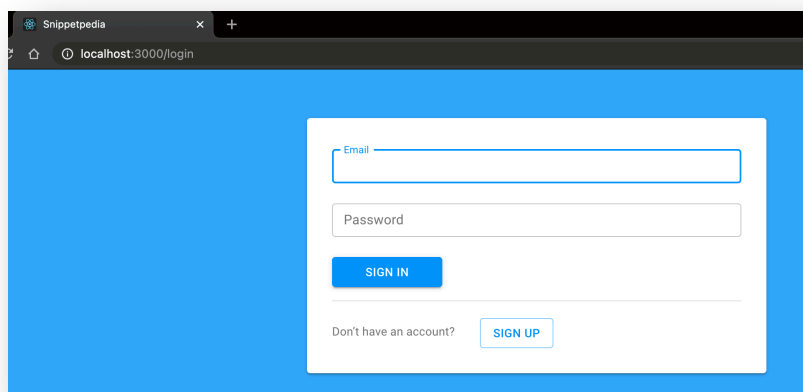 Snippetpedia
localhost:3000/login
Email
Password
SIGN IN
Don't have an account? SIGN UP